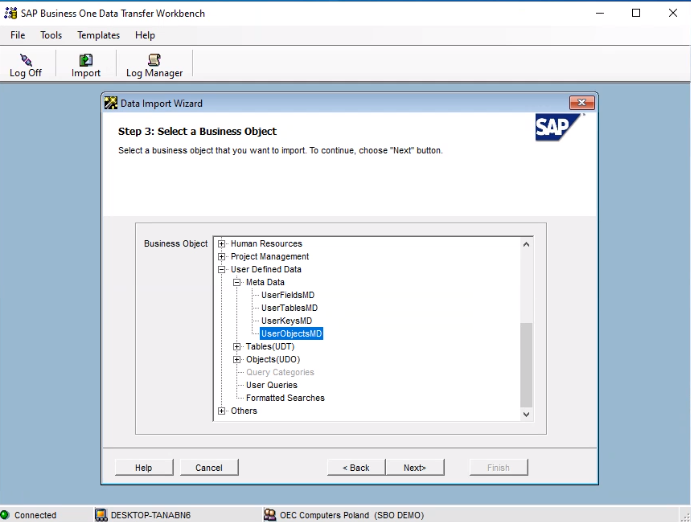 SAP Business One Data Transfer Workbench
File Tools Templates Help
Log Off Import Log Manager
Data Import Wizard
Step 3: Select a Business Object
SAP
Select a business object that you want to import. To continue, choose "Next" button.
Business Object
Human Resources
Project Management
User Defined Data
Meta Data
UserFieldsMD
UserTablesMD
UserKeysMD
UserObjectsMD
Tables(UDT)
Objects(UDO)
Query Categories
User Queries
Formatted Searches
Others
Help Cancel < Back Next> Finish
Connected DESKTOP-TANABN6 OEC Computers Poland (SBO DEMO)